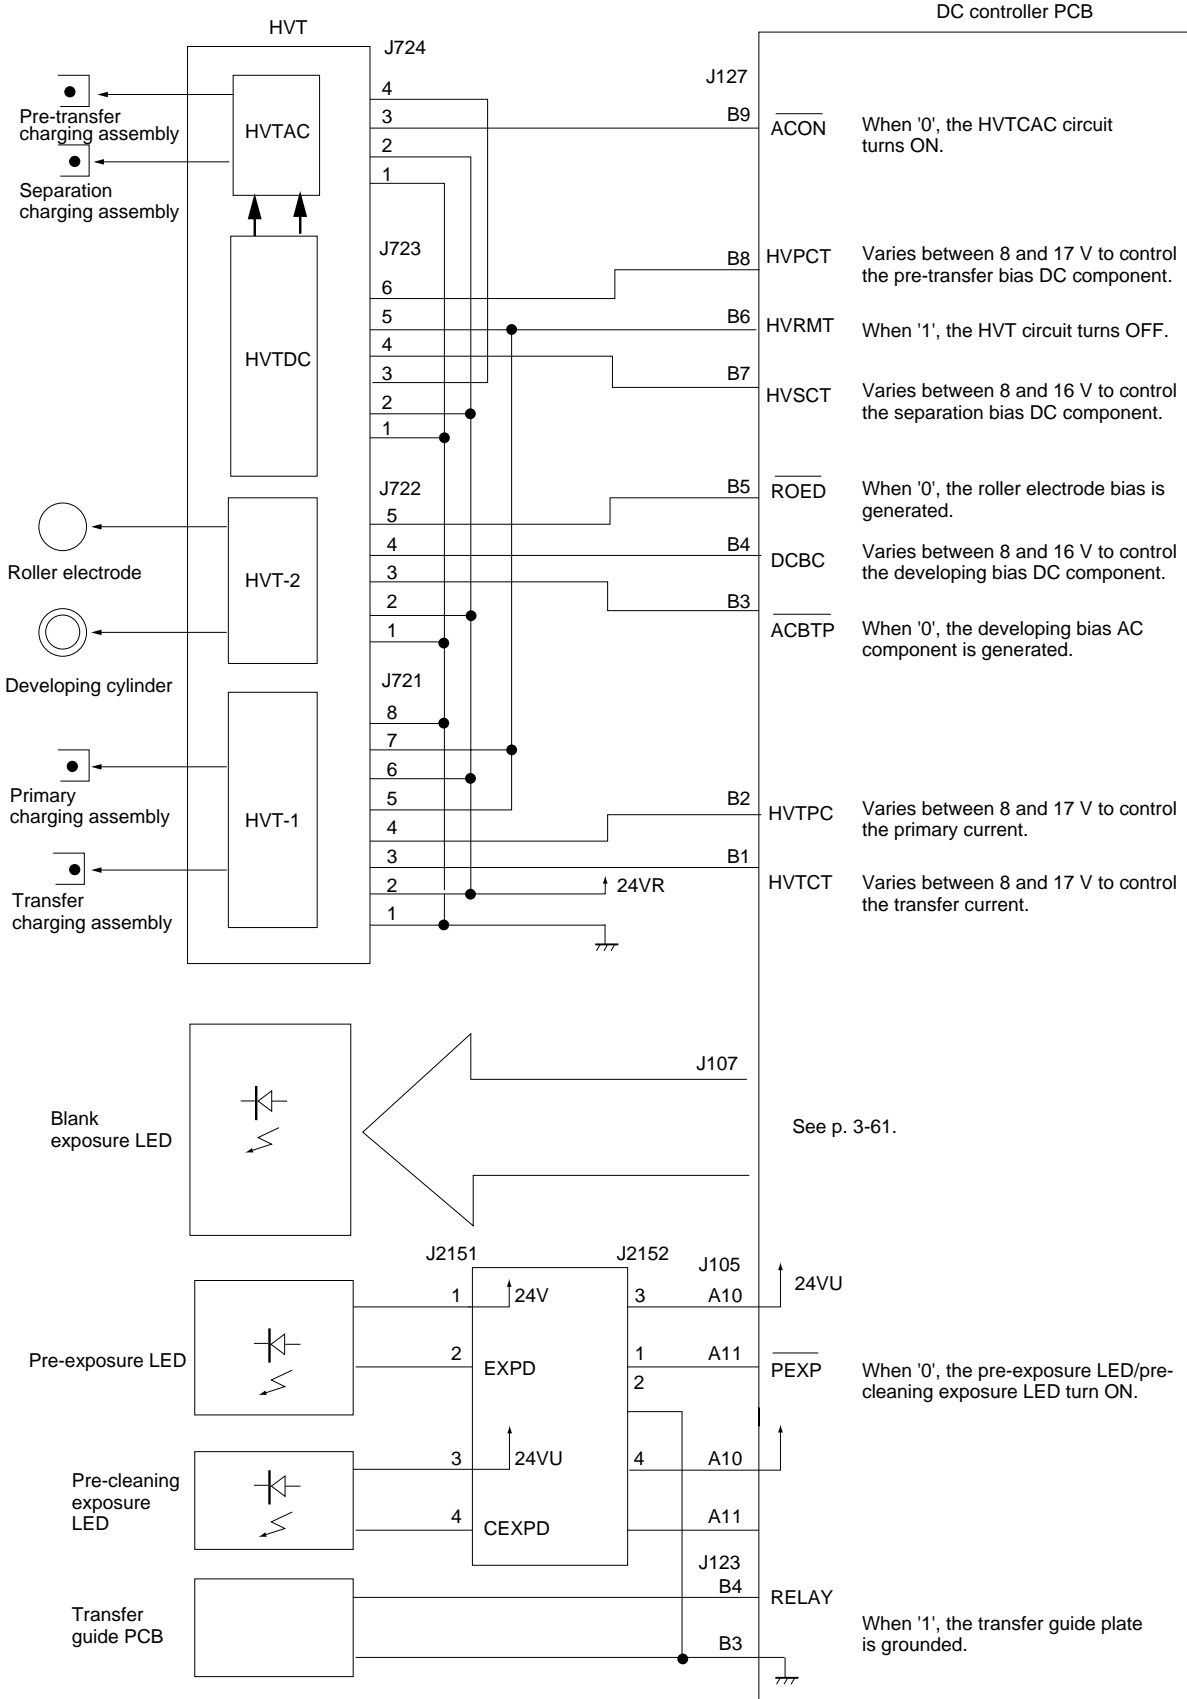 DC controller PCB
HVT
J724
J127
4
3
2
1
B9
HVTAC
Pre-transfer
charging assembly
Separation
charging assembly
ACON
When '0', the HVTCAC circuit
turns ON.
J723
6
5
4
3
2
1
HVTDC
B8
HVPCT
Varies between 8 and 17 V to control
the pre-transfer bias DC component.
B6
HVRMT
When '1', the HVT circuit turns OFF.
B7
HVSCT
Varies between 8 and 16 V to control
the separation bias DC component.
J722
5
4
3
2
1
HVT-2
Roller electrode
Developing cylinder
B5
ROED
When '0', the roller electrode bias is
generated.
B4
DCBC
Varies between 8 and 16 V to control
the developing bias DC component.
B3
ACBTP
When '0', the developing bias AC
component is generated.
J721
8
7
6
5
4
3
2
1
HVT-1
Primary
charging assembly
Transfer
charging assembly
B2
HVTPC
Varies between 8 and 17 V to control
the primary current.
B1
HVTCT
Varies between 8 and 17 V to control
the transfer current.
24VR
J107
Blank
exposure LED
See p. 3-61.
J2151
J2152
J105
1
24V
3
A10
24VU
Pre-exposure LED
2
EXPD
1
2
A11
PEXP
When '0', the pre-exposure LED/pre-
cleaning exposure LED turn ON.
Pre-cleaning
exposure
LED
3
24VU
4
A10
4
CEXPD
A11
J123
B4
RELAY
Transfer
guide PCB
B3
When '1', the transfer guide plate
is grounded.